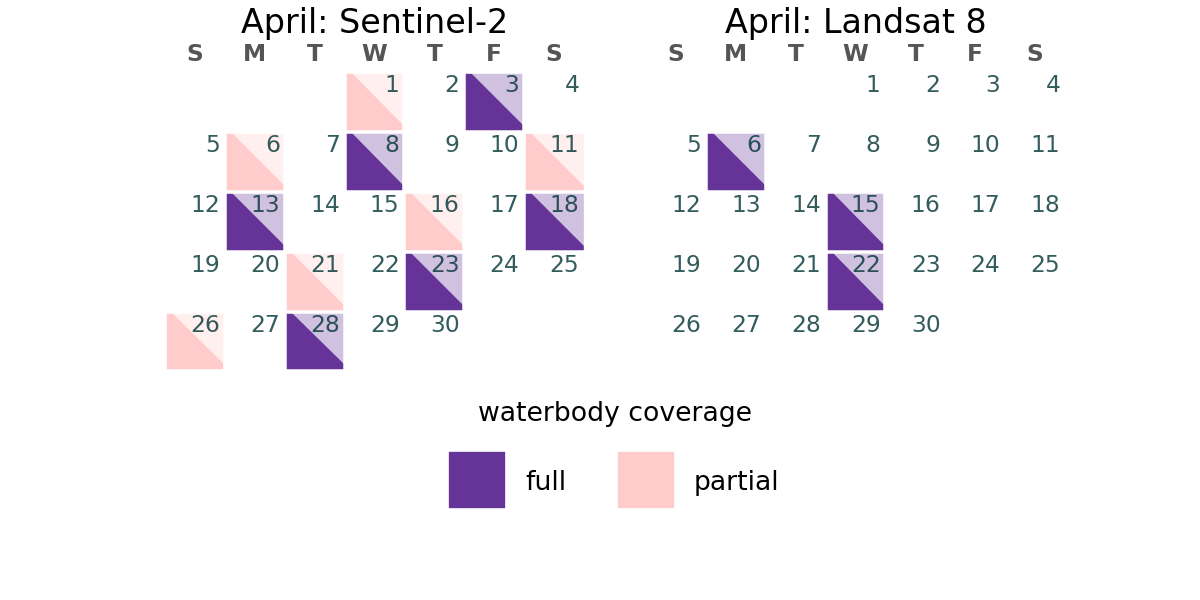 April: Sentinel-2
S M T W T F S
1 2 3 4
5 6 7 8 9 10 11
12 13 14 15 16 17 18
19 20 21 22 23 24 25
26 27 28 29 30
April: Landsat 8
S M T W T F S
1 2 3 4
5 6 7 8 9 10 11
12 13 14 15 16 17 18
19 20 21 22 23 24 25
26 27 28 29 30
waterbody coverage
full partial